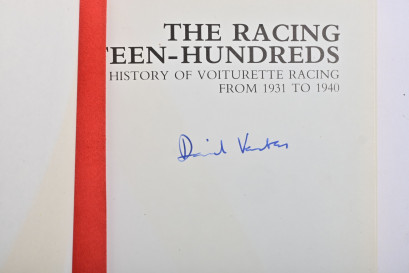 THE RACING
TEEN-HUNDREDS
HISTORY OF VOITURETTE RACING
FROM 1931 TO 1940
David Venables